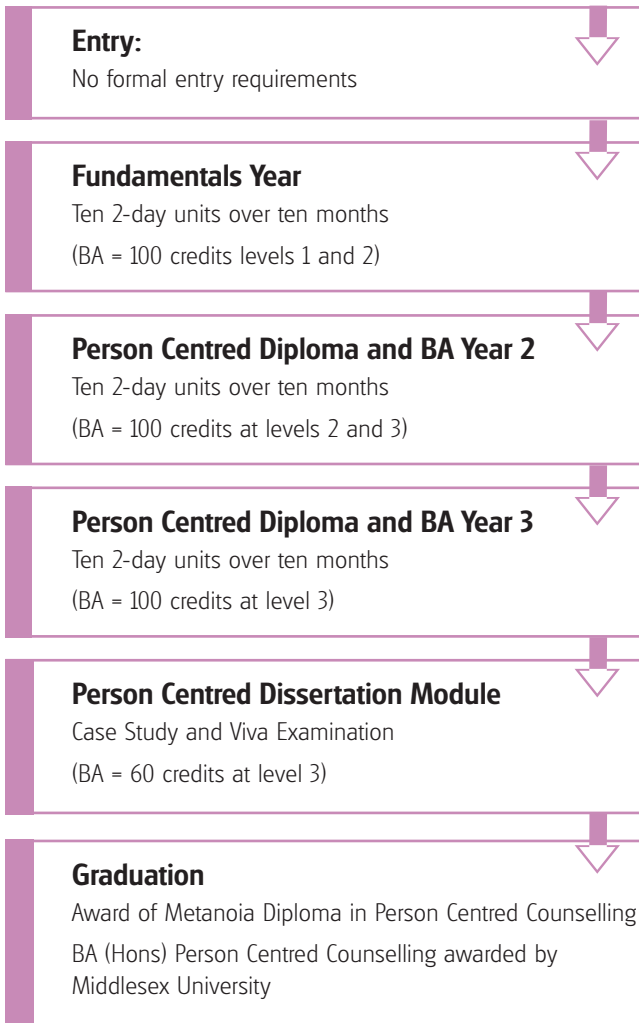 Entry:
No formal entry requirements
Fundamentals Year
Ten 2-day units over ten months
(BA = 100 credits levels 1 and 2)
Person Centred Diploma and BA Year 2
Ten 2-day units over ten months
(BA = 100 credits at levels 2 and 3)
Person Centred Diploma and BA Year 3
Ten 2-day units over ten months
(BA = 100 credits at level 3)
Person Centred Dissertation Module
Case Study and Viva Examination
(BA = 60 credits at level 3)
Graduation
Award of Metanoia Diploma in Person Centred Counselling
BA (Hons) Person Centred Counselling awarded by
Middlesex University